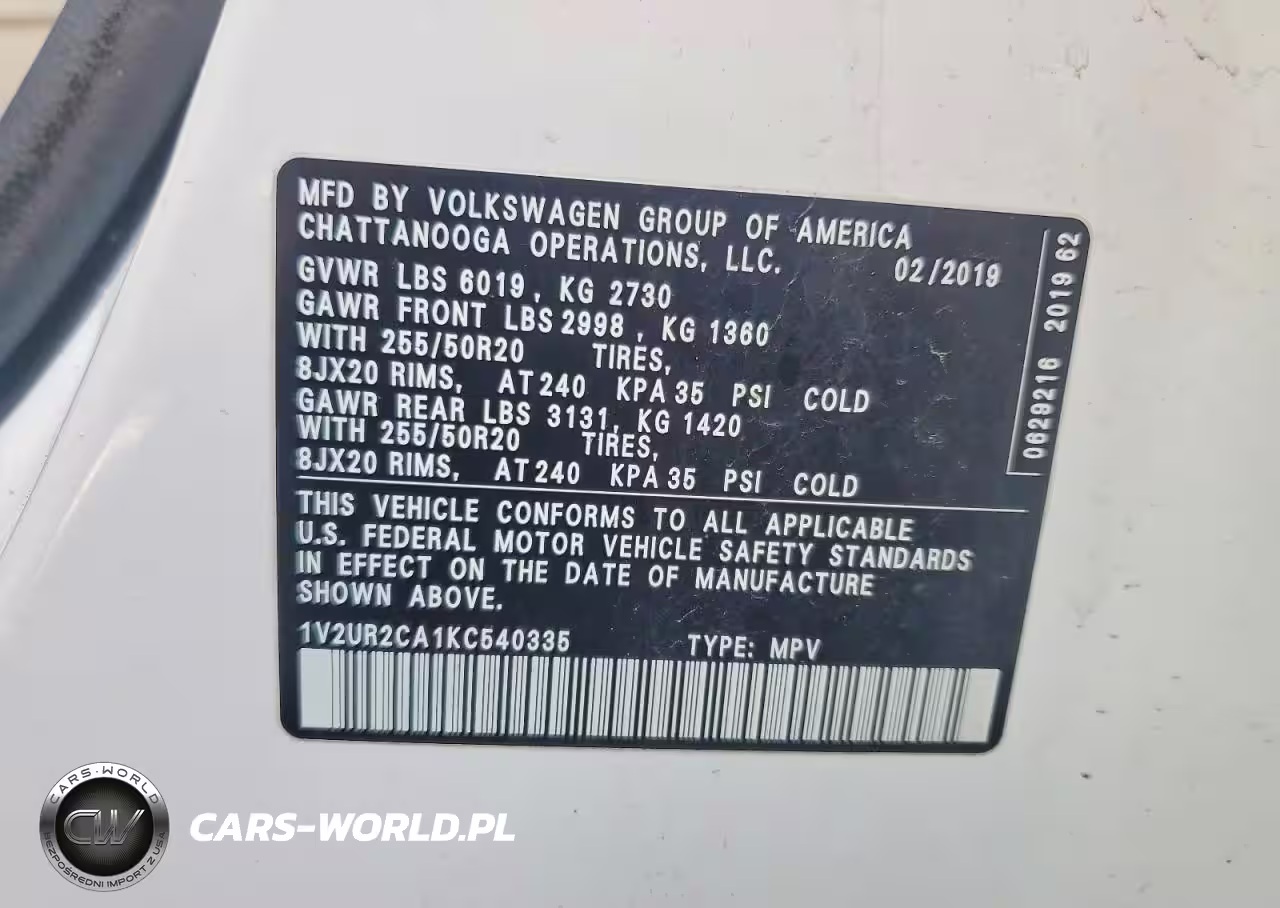 MFD BY VOLKSWAGEN GROUP OF AMERICA
CHATTANOOGA OPERATIONS, LLC.
02/2019
GVWR LBS 6019, KG 2730
GAWR FRONT LBS 2998, KG 1360
WITH 255/50R20 TIRES,
8JX20 RIMS, AT 240 KPA 35 PSI COLD
GAWR REAR LBS 3131, KG 1420
WITH 255/50R20 TIRES,
8JX20 RIMS, AT 240 KPA 35 PSI COLD
0629216 2019 62
THIS VEHICLE CONFORMS TO ALL APPLICABLE
U.S. FEDERAL MOTOR VEHICLE SAFETY STANDARDS
IN EFFECT ON THE DATE OF MANUFACTURE
SHOWN ABOVE.
1V2UR2CA1KC540335 TYPE: MPV
CARS-WORLD
CW
BEZPOŚREDNI IMPORT Z USA
CARS-WORLD.PL